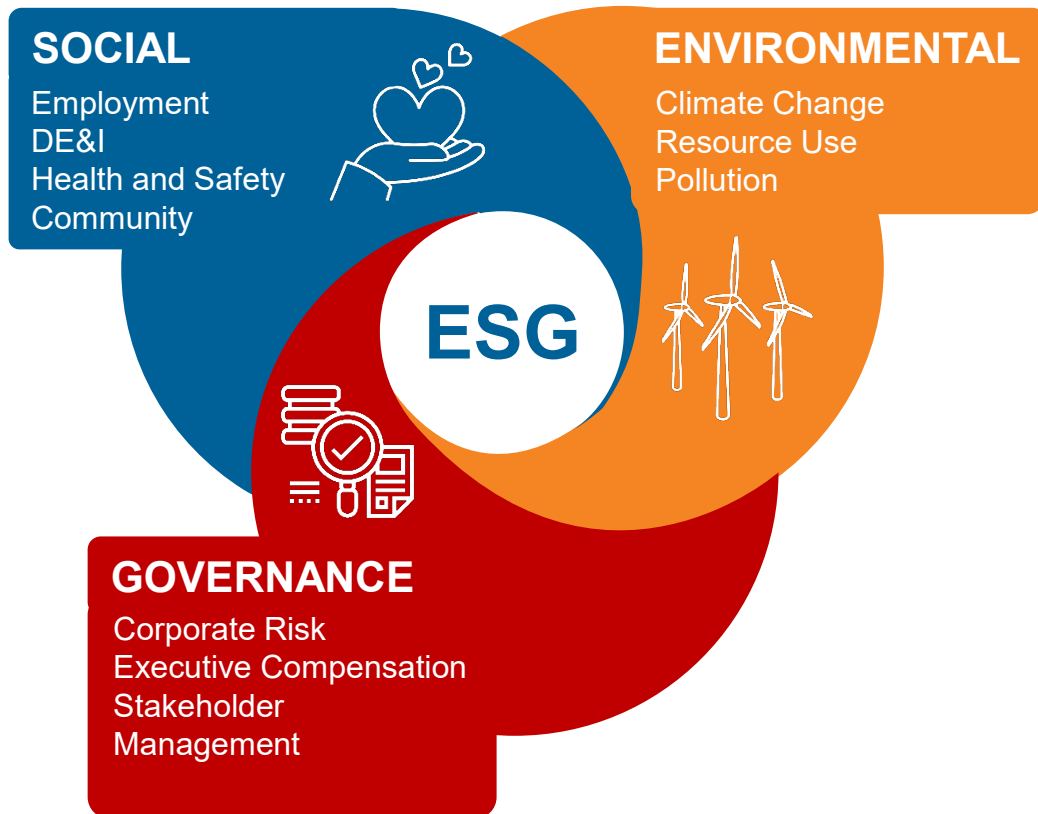 SOCIAL
Employment
DE&I
Health and Safety
Community
ENVIRONMENTAL
Climate Change
Resource Use
Pollution
ESG
GOVERNANCE
Corporate Risk
Executive Compensation
Stakeholder
Management